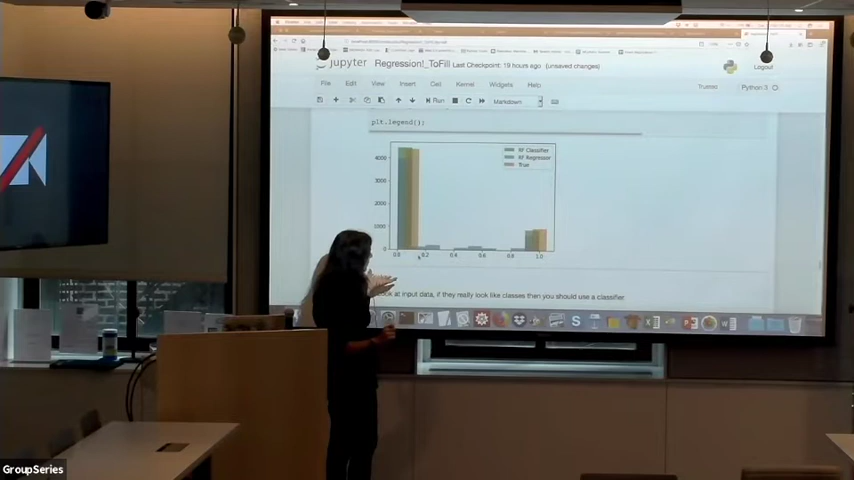 jupyter Regression!_ToFill Last Checkpoint: 19 hours ago (unsaved changes)
Logout
File Edit View Insert Cell Kernel Widgets Help
Trusted
Python 3
Run
Markdown
plt.legend();
RF Classifier
RF Regressor
True
4000
3000
2000
1000
0
0.0 0.2 0.4 0.6 0.8 1.0
at input data, if they really look like classes then you should use a classifier
GroupSeries